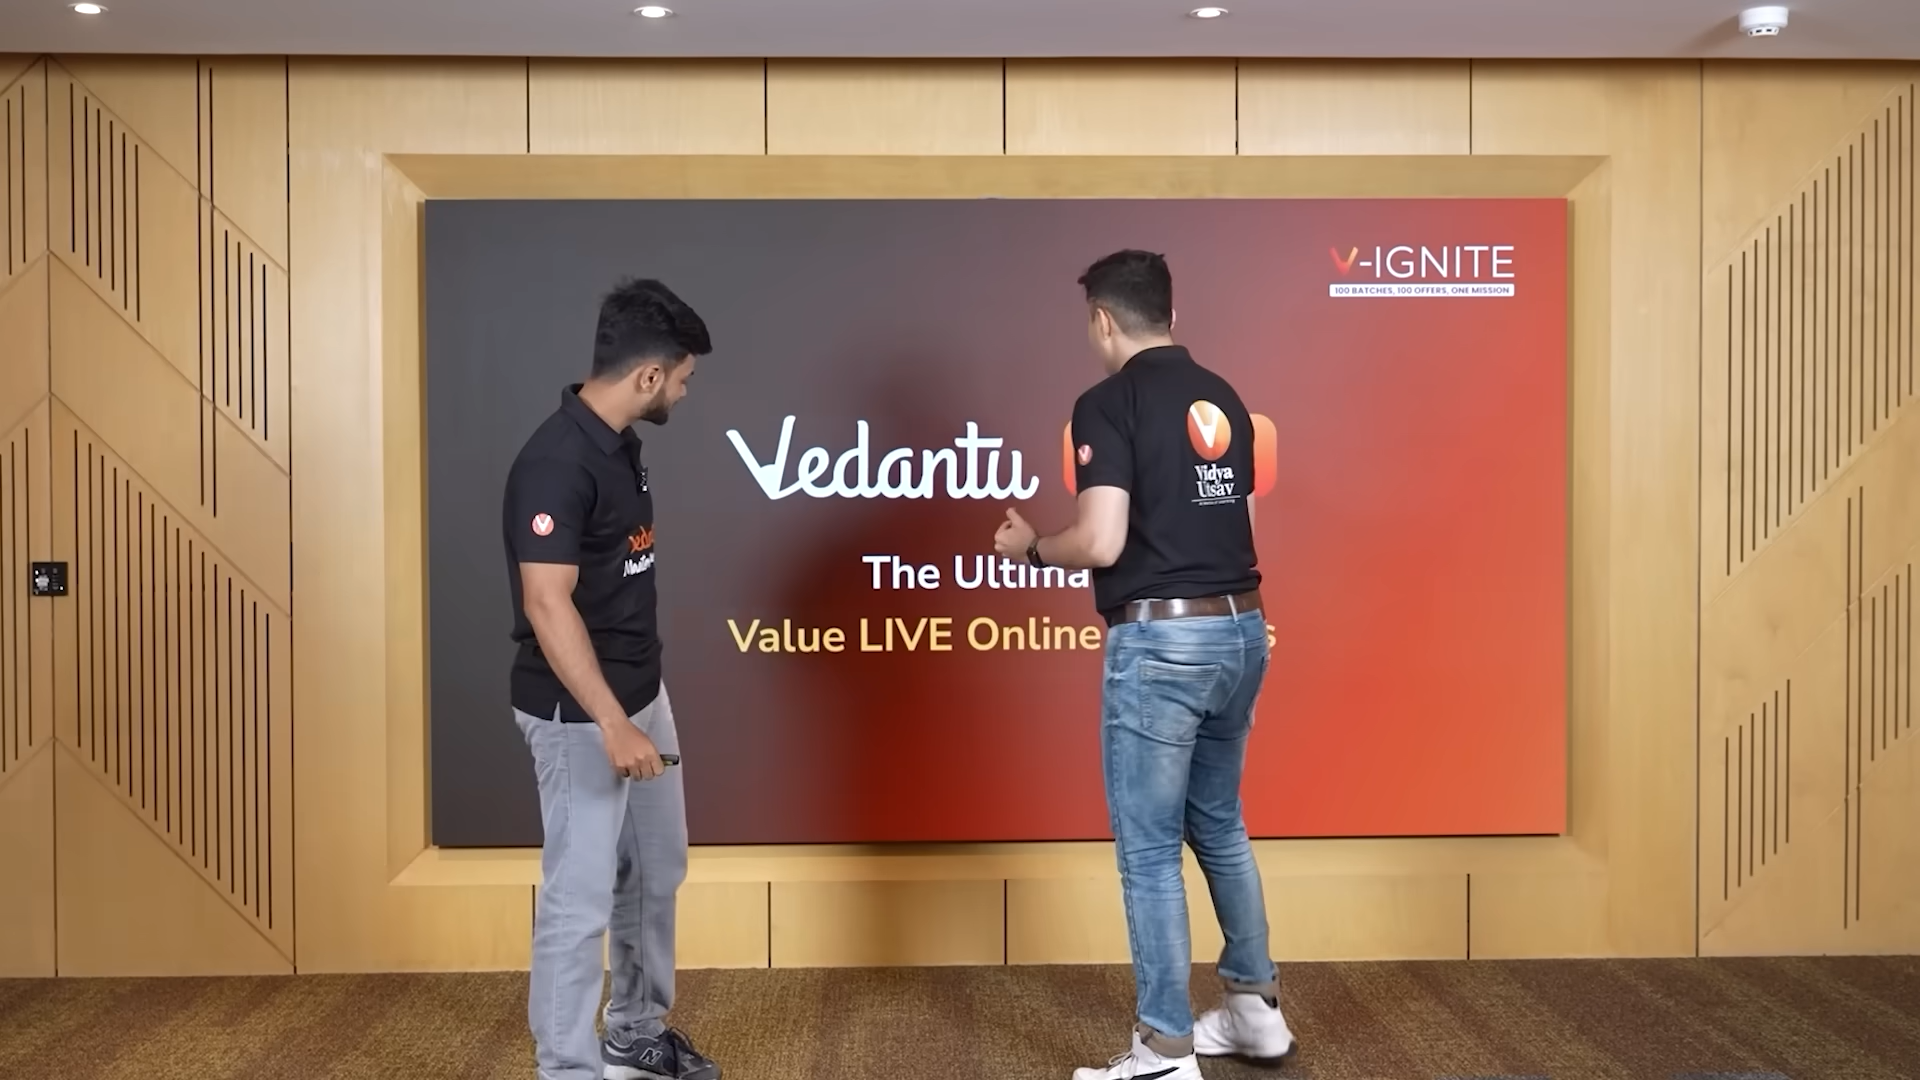 V-IGNITE
100 BATCHES, 100 OFFERS, ONE MISSION
Vedantu
The Ultima
Value LIVE Online
Vidya
Utsav